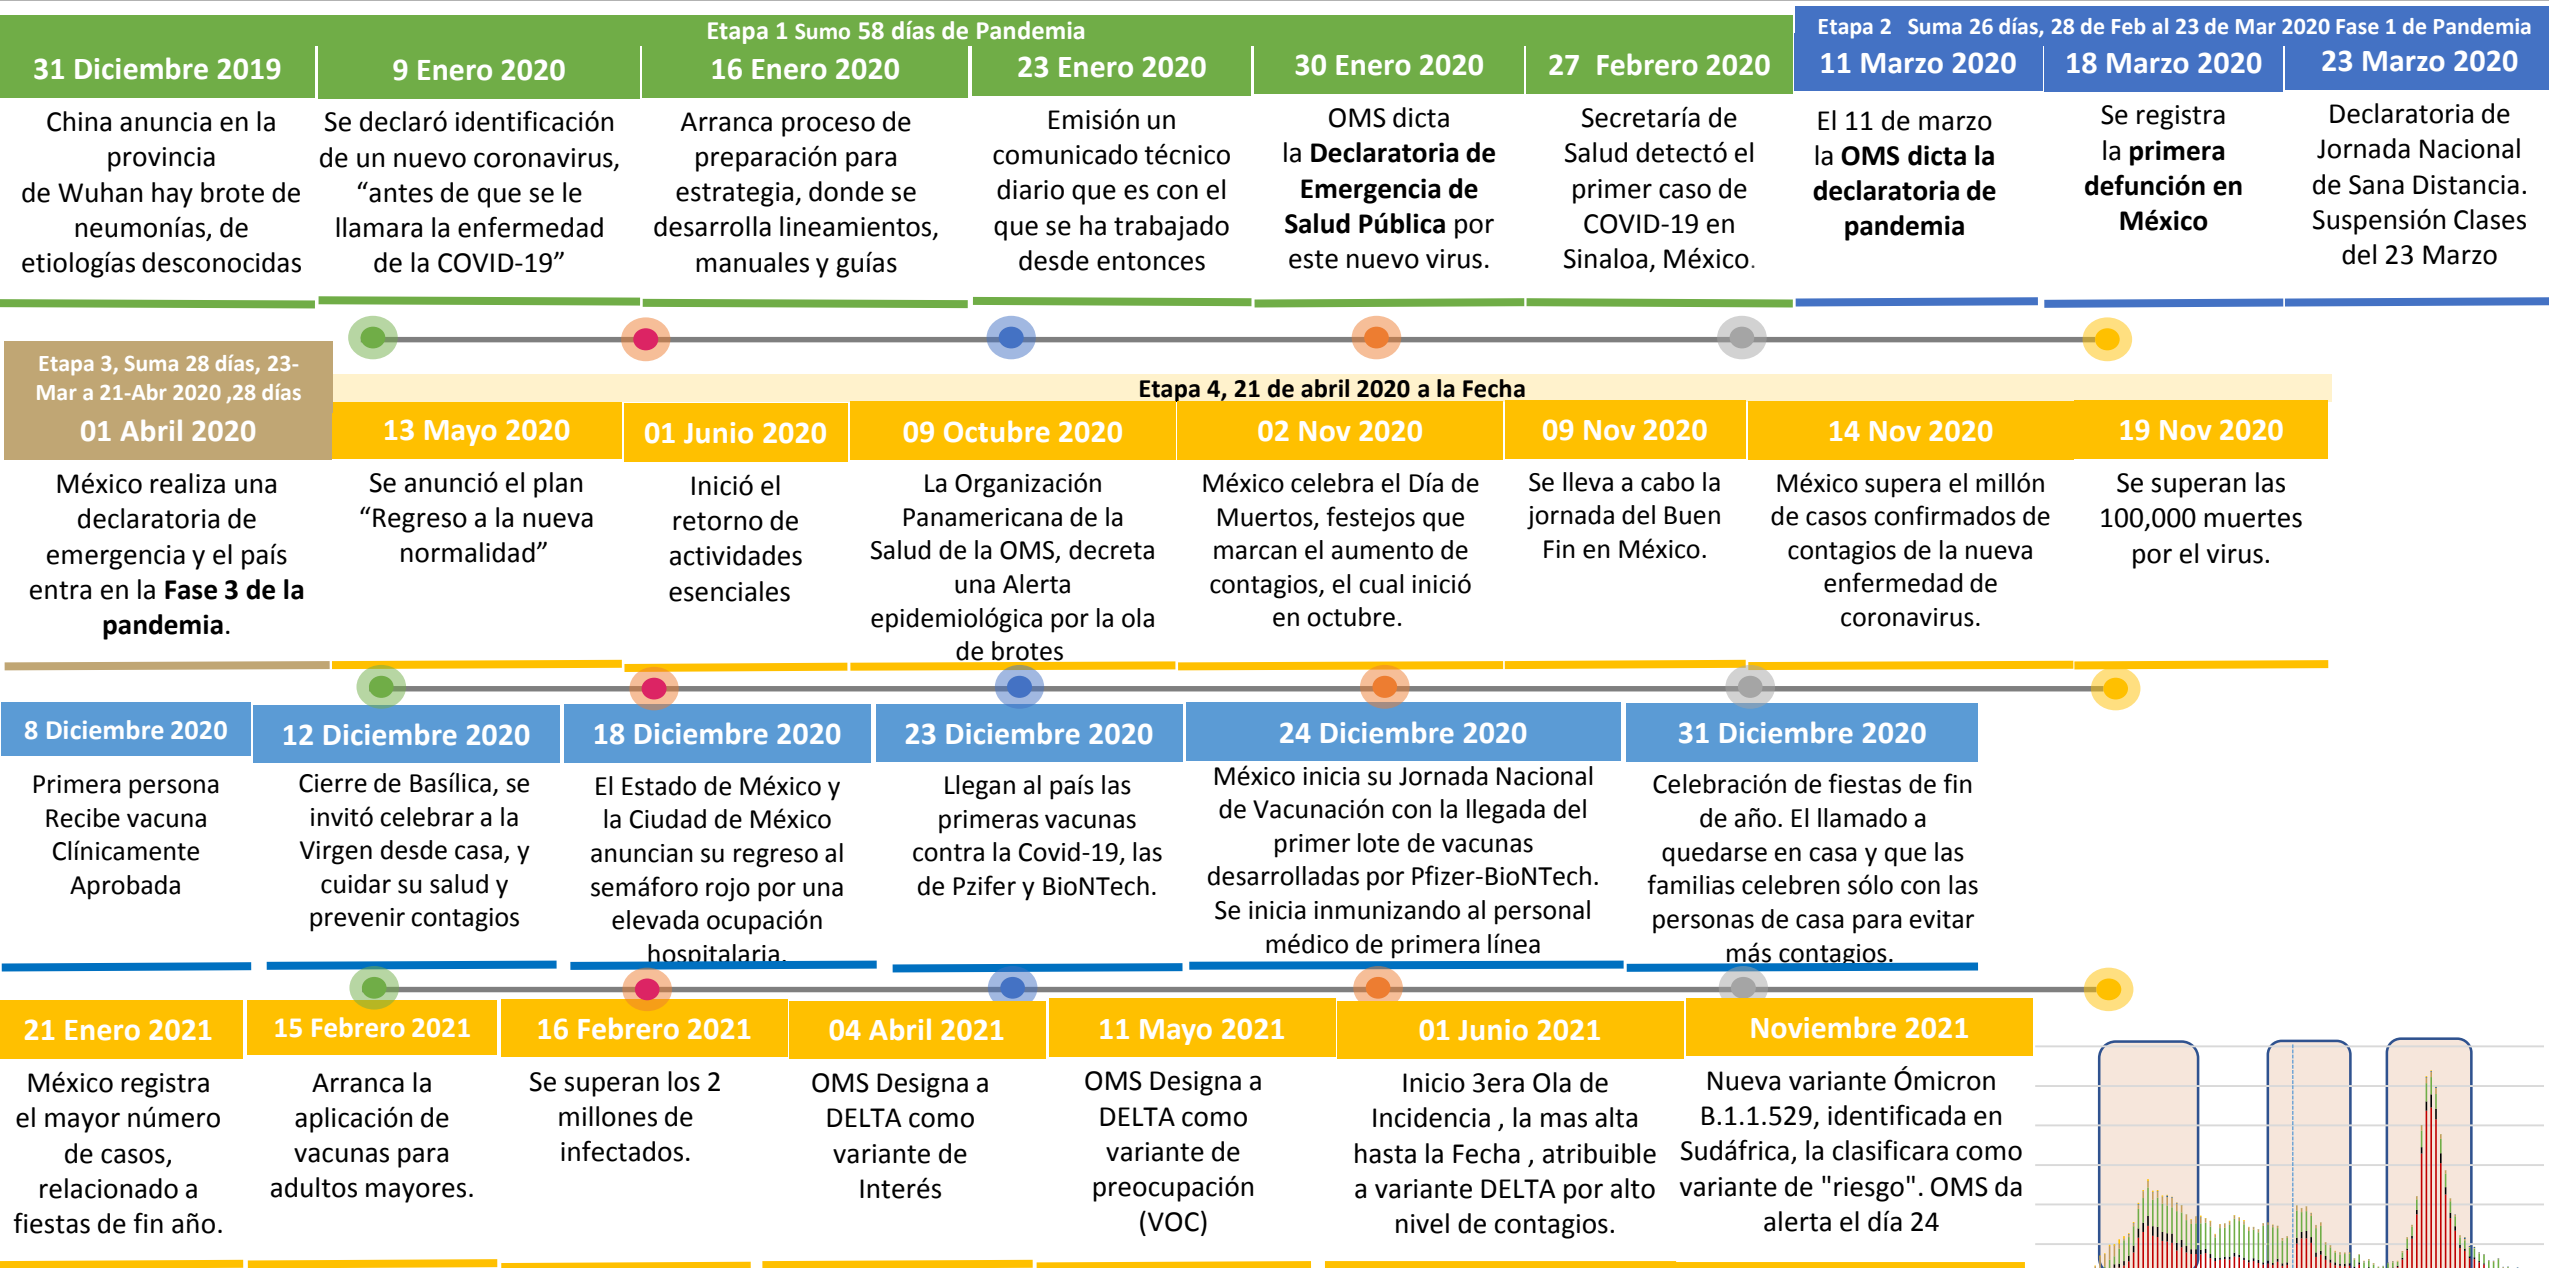 Etapa 1 Sumo 58 días de Pandemia
Etapa 2 Suma 26 días, 28 de Feb al 23 de Mar 2020 Fase 1 de Pandemia
31 Diciembre 2019
China anuncia en la
provincia
de Wuhan hay brote de
neumonías, de
etiologías desconocidas
9 Enero 2020
Se declaró identificación
de un nuevo coronavirus,
“antes de que se le
llamara la enfermedad
de la COVID-19”
16 Enero 2020
Arranca proceso de
preparación para
estrategia, donde se
desarrolla lineamientos,
manuales y guías
23 Enero 2020
Emisión un
comunicado técnico
diario que es con el
que se ha trabajado
desde entonces
30 Enero 2020
OMS dicta
la Declaratoria de
Emergencia de
Salud Pública por
este nuevo virus.
27 Febrero 2020
Secretaría de
Salud detectó el
primer caso de
COVID-19 en
Sinaloa, México.
11 Marzo 2020
El 11 de marzo
la OMS dicta la
declaratoria de
pandemia
18 Marzo 2020
Se registra
la primera
defunción en
México
23 Marzo 2020
Declaratoria de
Jornada Nacional
de Sana Distancia.
Suspensión Clases
del 23 Marzo
Etapa 3, Suma 28 días, 23-
Mar a 21-Abr 2020 ,28 días
Etapa 4, 21 de abril 2020 a la Fecha
01 Abril 2020
México realiza una
declaratoria de
emergencia y el país
entra en la Fase 3 de la
pandemia.
13 Mayo 2020
Se anunció el plan
“Regreso a la nueva
normalidad”
01 Junio 2020
Inició el
retorno de
actividades
esenciales
09 Octubre 2020
La Organización
Panamericana de la
Salud de la OMS, decreta
una Alerta
epidemiológica por la ola
de brotes
02 Nov 2020
México celebra el Día de
Muertos, festejos que
marcan el aumento de
contagios, el cual inició
en octubre.
09 Nov 2020
Se lleva a cabo la
jornada del Buen
Fin en México.
14 Nov 2020
México supera el millón
de casos confirmados de
contagios de la nueva
enfermedad de
coronavirus.
19 Nov 2020
Se superan las
100,000 muertes
por el virus.
8 Diciembre 2020
Primera persona
Recibe vacuna
Clínicamente
Aprobada
12 Diciembre 2020
Cierre de Basílica, se
invitó celebrar a la
Virgen desde casa, y
cuidar su salud y
prevenir contagios
18 Diciembre 2020
El Estado de México y
la Ciudad de México
anuncian su regreso al
semáforo rojo por una
elevada ocupación
hospitalaria.
23 Diciembre 2020
Llegan al país las
primeras vacunas
contra la Covid-19, las
de Pzifer y BioNTech.
24 Diciembre 2020
México inicia su Jornada Nacional
de Vacunación con la llegada del
primer lote de vacunas
desarrolladas por Pfizer-BioNTech.
Se inicia inmunizando al personal
médico de primera línea
31 Diciembre 2020
Celebración de fiestas de fin
de año. El llamado a
quedarse en casa y que las
familias celebren sólo con las
personas de casa para evitar
más contagios.
21 Enero 2021
México registra
el mayor número
de casos,
relacionado a
fiestas de fin año.
15 Febrero 2021
Arranca la
aplicación de
vacunas para
adultos mayores.
16 Febrero 2021
Se superan los 2
millones de
infectados.
04 Abril 2021
OMS Designa a
DELTA como
variante de
Interés
11 Mayo 2021
OMS Designa a
DELTA como
variante de
preocupación
(VOC)
01 Junio 2021
Inicio 3era Ola de
Incidencia , la mas alta
hasta la Fecha , atribuible
a variante DELTA por alto
nivel de contagios.
Noviembre 2021
Nueva variante Ómicron
B.1.1.529, identificada en
Sudáfrica, la clasificara como
variante de "riesgo". OMS da
alerta el día 24